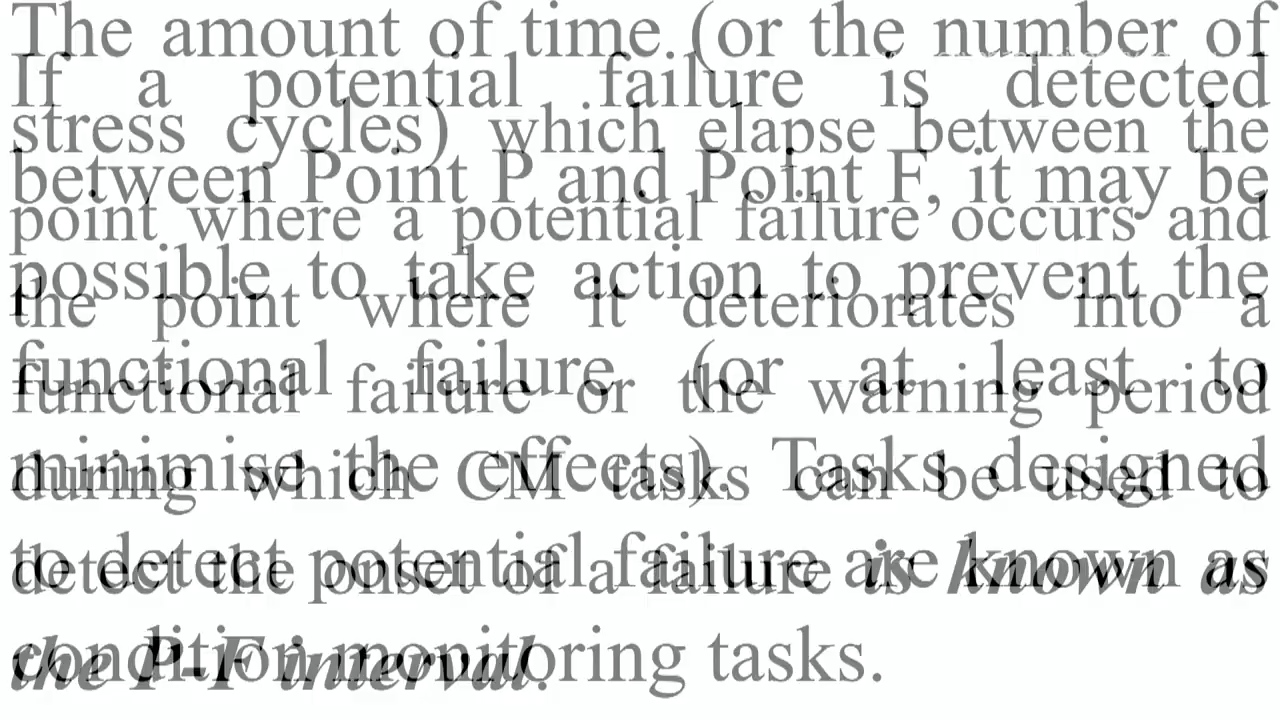 The amount of time (or the number of
If a potential failure is detected
stress cycles) which elapse between the
between Point P and Point F, it may be
point where a potential failure occurs and
possible to take action to prevent the
the point where it deteriorates into a
functional failure (or at least to
functional failure or the warning period
minimise the effects). Tasks designed
during which CM tasks can be used to
to detect potential failure are known as
detect the onset of a failure is known as
condition monitoring tasks.
the P-F interval.